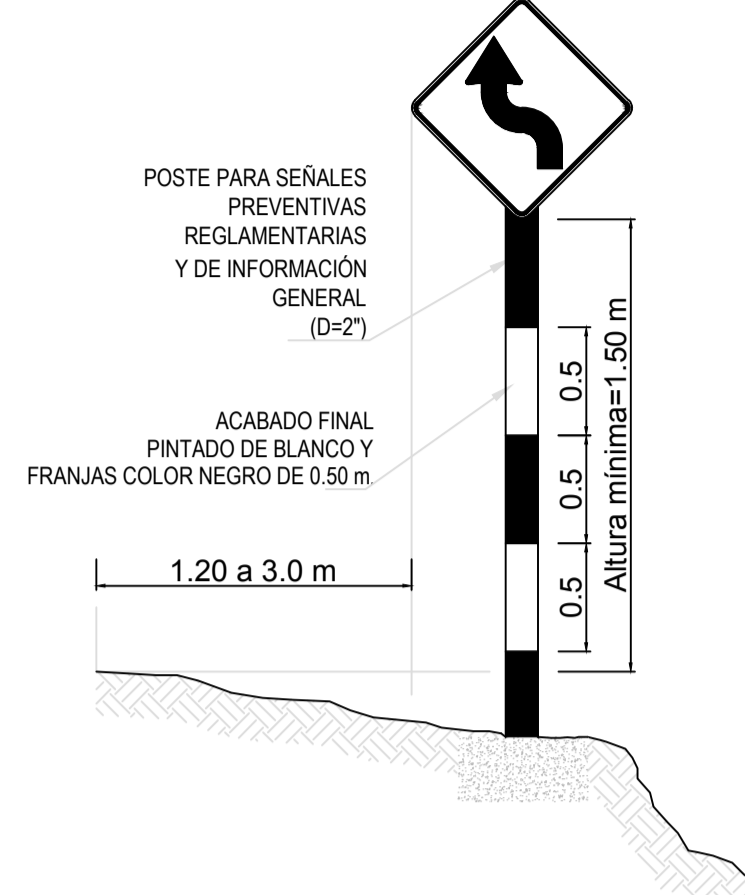 POSTE PARA SEÑALES
PREVENTIVAS
REGLAMENTARIAS
Y DE INFORMACIÓN
GENERAL
(D=2")
ACABADO FINAL
PINTADO DE BLANCO Y
FRANJAS COLOR NEGRO DE 0.50 m.
1.20 a 3.0 m
0.5
0.5
0.5
Altura mínima=1.50 m